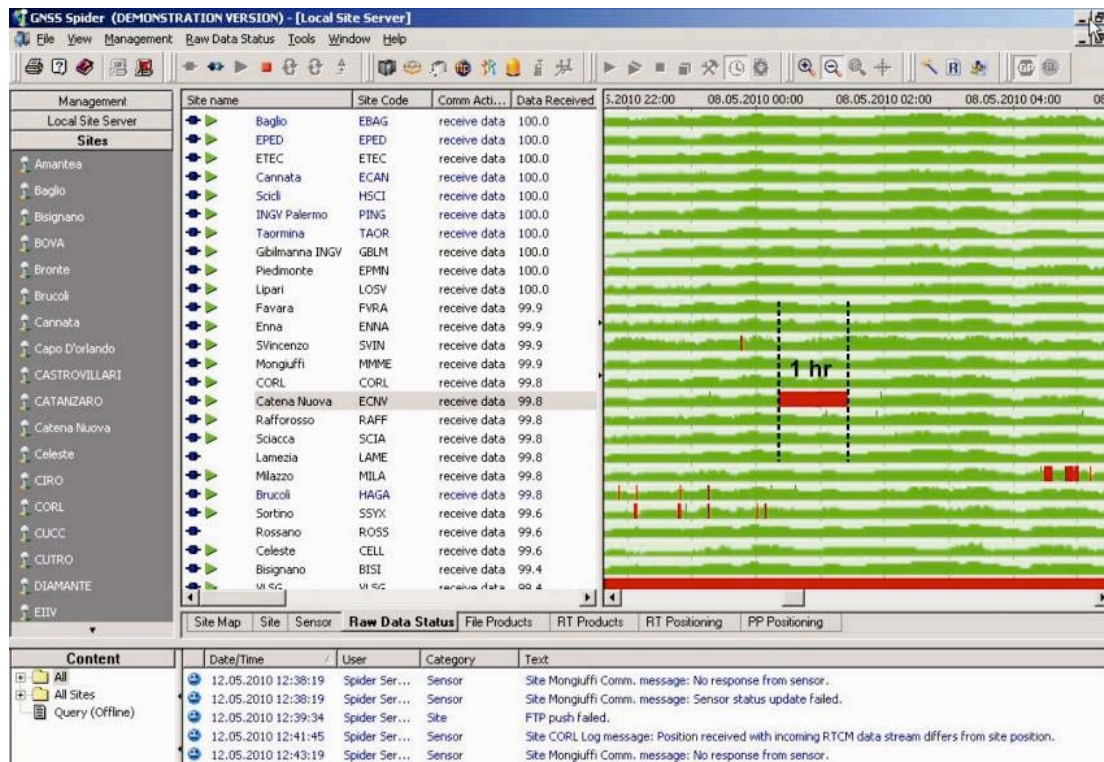 GNSS Spider (DEMONSTRATION VERSION) - [Local Site Server]
File View Management Raw Data Status Tools Window Help
Management
Local Site Server
Sites
Amantea
Baglio
Bisignano
BOVA
Bronte
Brucoli
Cannata
Capo D'orlando
CASTROVILLARI
CATANZARO
Catena Nuova
Celeste
CIRO
CORL
CUCC
CUTRO
DIAMANTE
EIIV
Site name Site Code Comm Acti... Data Received 5.2010 22:00 08.05.2010 00:00 08.05.2010 02:00 08.05.2010 04:00 08
Baglio EBAG receive data 100.0
EPED EPED receive data 100.0
ETEC ETEC receive data 100.0
Cannata ECAN receive data 100.0
Scicli HSCI receive data 100.0
INGV Palermo PING receive data 100.0
Taormina TAOR receive data 100.0
Gibilmanna INGV GBLM receive data 100.0
Piedimonte EPMN receive data 100.0
Lipari LOSV receive data 100.0
Favara FVRA receive data 99.9
Enna ENNA receive data 99.9
SVincenzo SVIN receive data 99.9
Mongiuffi MMME receive data 99.9
CORL CORL receive data 99.8
Catena Nuova ECNV receive data 99.8
Rafforosso RAFF receive data 99.8
Sciacca SCIA receive data 99.8
Lamezia LAME receive data 99.8
Milazzo MILA receive data 99.8
Brucoli HAGA receive data 99.8
Sortino SSYX receive data 99.6
Rossano ROSS receive data 99.6
Celeste CELL receive data 99.6
Bisignano BISI receive data 99.4
VLSG VLSG receive data 99.4
1 hr
Site Map Site Sensor Raw Data Status File Products RT Products RT Positioning PP Positioning
Content
All
All Sites
Query (Offline)
Date/Time User Category Text
12.05.2010 12:38:19 Spider Ser... Sensor Site Mongiuffi Comm. message: No response from sensor.
12.05.2010 12:38:19 Spider Ser... Sensor Site Mongiuffi Comm. message: Sensor status update failed.
12.05.2010 12:39:34 Spider Ser... Site FTP push failed.
12.05.2010 12:41:45 Spider Ser... Sensor Site CORL Log message: Position received with incoming RTCM data stream differs from site position.
12.05.2010 12:43:19 Spider Ser... Sensor Site Mongiuffi Comm. message: No response from sensor.